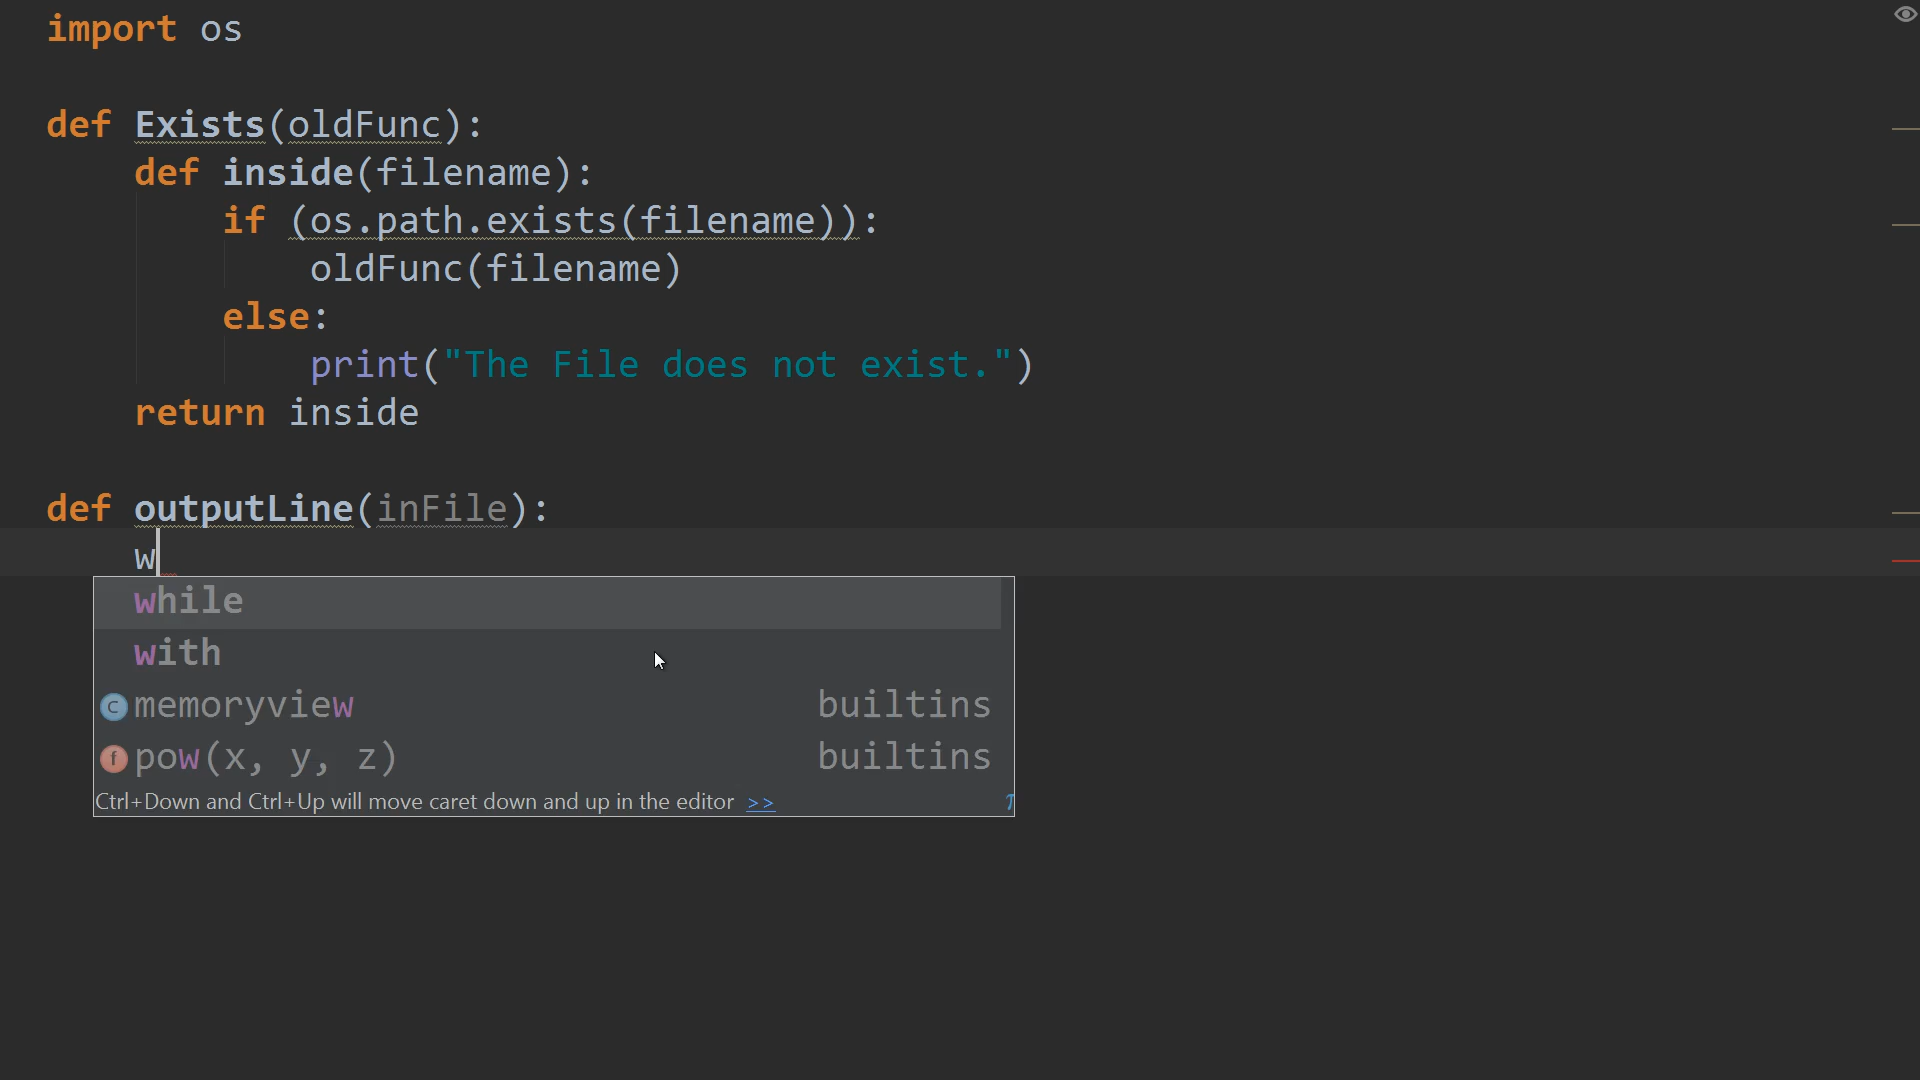 import os
def Exists(oldFunc):
def inside(filename):
if (os.path.exists(filename)):
oldFunc(filename)
else:
print("The File does not exist.")
return inside
def outputLine(inFile):
w
while
with
c memoryview builtins
f pow(x, y, z) builtins
Ctrl+Down and Ctrl+Up will move caret down and up in the editor >>